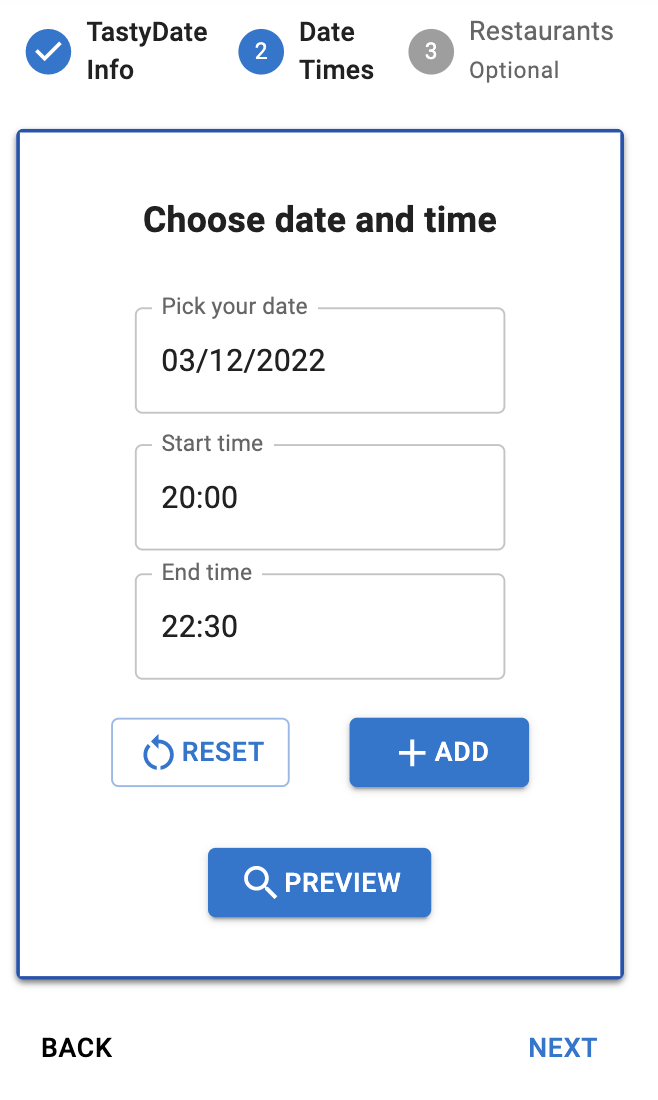 TastyDate
Info
2
Date
Times
3
Restaurants
Optional
Choose date and time
Pick your date
03/12/2022
Start time
20:00
End time
22:30
RESET
ADD
PREVIEW
BACK
NEXT